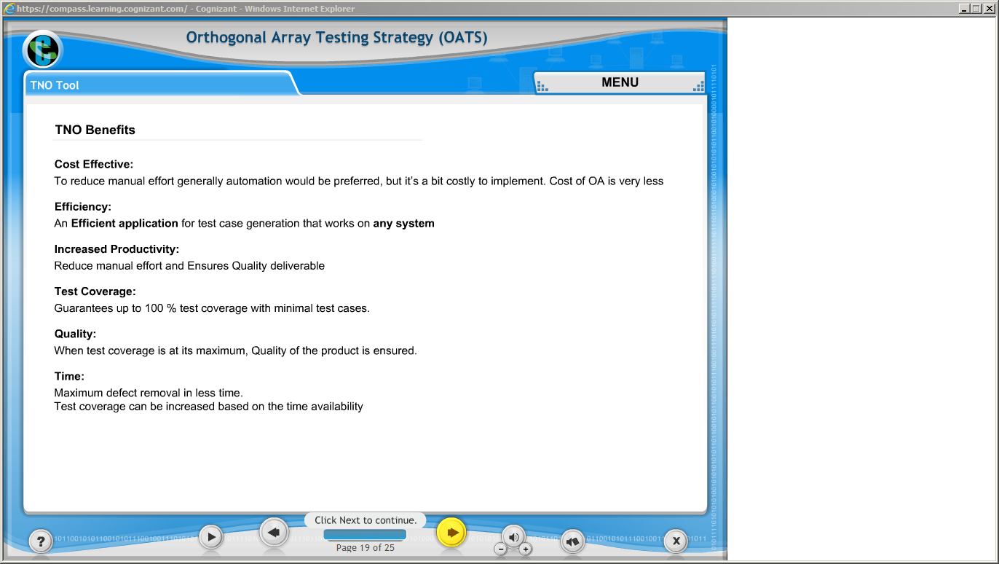 https://compass.learning.cognizant.com/ - Cognizant - Windows Internet Explorer
Orthogonal Array Testing Strategy (OATS)
TNO Tool
MENU
TNO Benefits
Cost Effective:
To reduce manual effort generally automation would be preferred, but it's a bit costly to implement. Cost of OA is very less
Efficiency:
An Efficient application for test case generation that works on any system
Increased Productivity:
Reduce manual effort and Ensures Quality deliverable
Test Coverage:
Guarantees up to 100 % test coverage with minimal test cases.
Quality:
When test coverage is at its maximum, Quality of the product is ensured.
Time:
Maximum defect removal in less time.
Test coverage can be increased based on the time availability
Click Next to continue.
Page 19 of 25